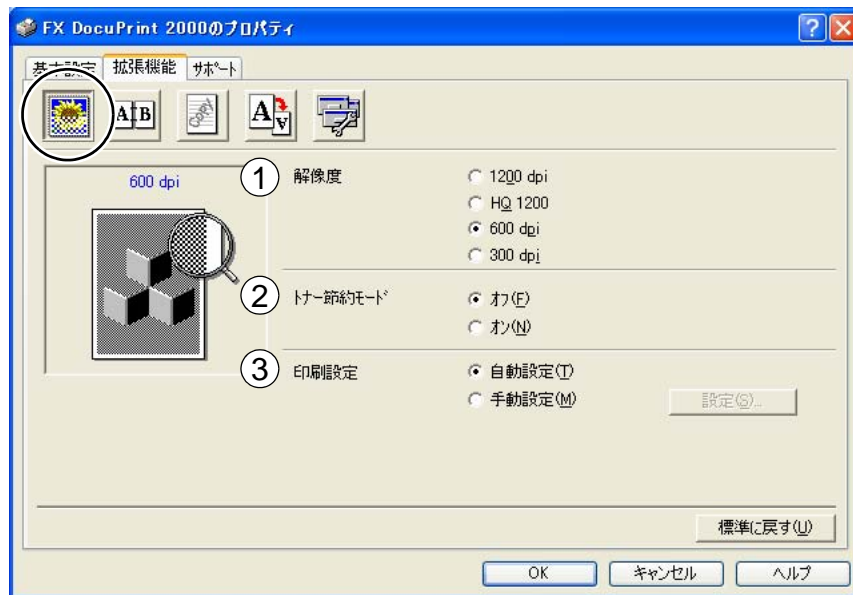 FX DocuPrint 2000のプロパティ
基本設定 拡張機能 ｻﾎﾟｰﾄ
A B COPY A A
600 dpi
① 解像度
1200 dpi
HQ 1200
600 dpi
300 dpi
② ﾄﾅｰ節約ﾓｰﾄﾞ
ｵﾌ(F)
ｵﾝ(N)
③ 印刷設定
自動設定(T)
手動設定(M) 設定(S)...
標準に戻す(U)
OK キャンセル ヘルプ